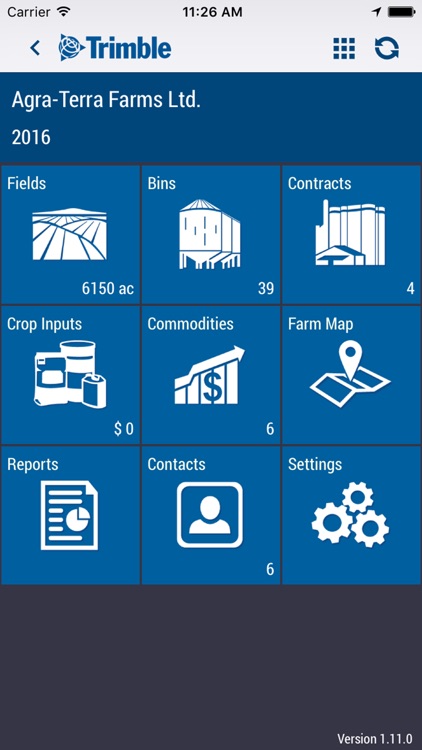 Carrier 11:26 AM
Trimble
Agra-Terra Farms Ltd.
2016
Fields Bins Contracts
6150 ac 39 4
Crop Inputs Commodities Farm Map
$ 0 6
$
Reports Contacts Settings
6
Version 1.11.0